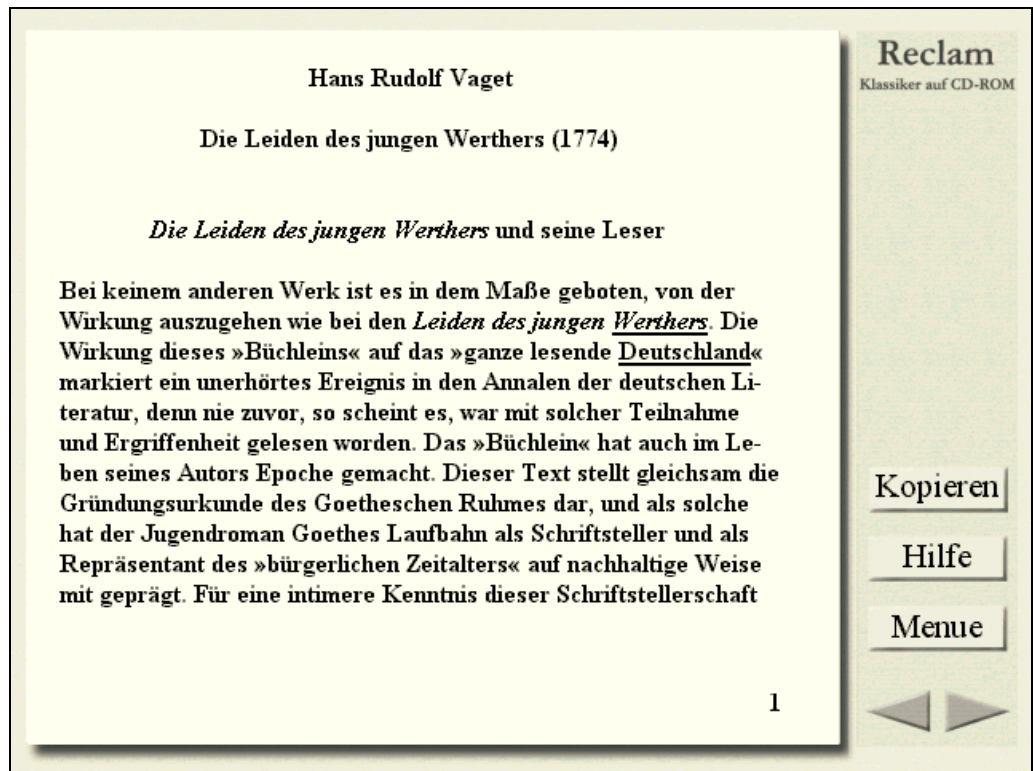 Hans Rudolf Vaget
Die Leiden des jungen Werthers (1774)
Die Leiden des jungen Werthers und seine Leser
Bei keinem anderen Werk ist es in dem Maße geboten, von der
Wirkung auszugehen wie bei den Leiden des jungen Werthers. Die
Wirkung dieses »Büchleins« auf das »ganze lesende Deutschland«
markiert ein unerhörtes Ereignis in den Annalen der deutschen Li-
teratur, denn nie zuvor, so scheint es, war mit solcher Teilnahme
und Ergriffenheit gelesen worden. Das »Büchlein« hat auch im Le-
ben seines Autors Epoche gemacht. Dieser Text stellt gleichsam die
Gründungsurkunde des Goetheschen Ruhmes dar, und als solche
hat der Jugendroman Goethes Laufbahn als Schriftsteller und als
Repräsentant des »bürgerlichen Zeitalters« auf nachhaltige Weise
mit geprägt. Für eine intimere Kenntnis dieser Schriftstellerschaft
1
Reclam
Klassiker auf CD-ROM
Kopieren
Hilfe
Menue